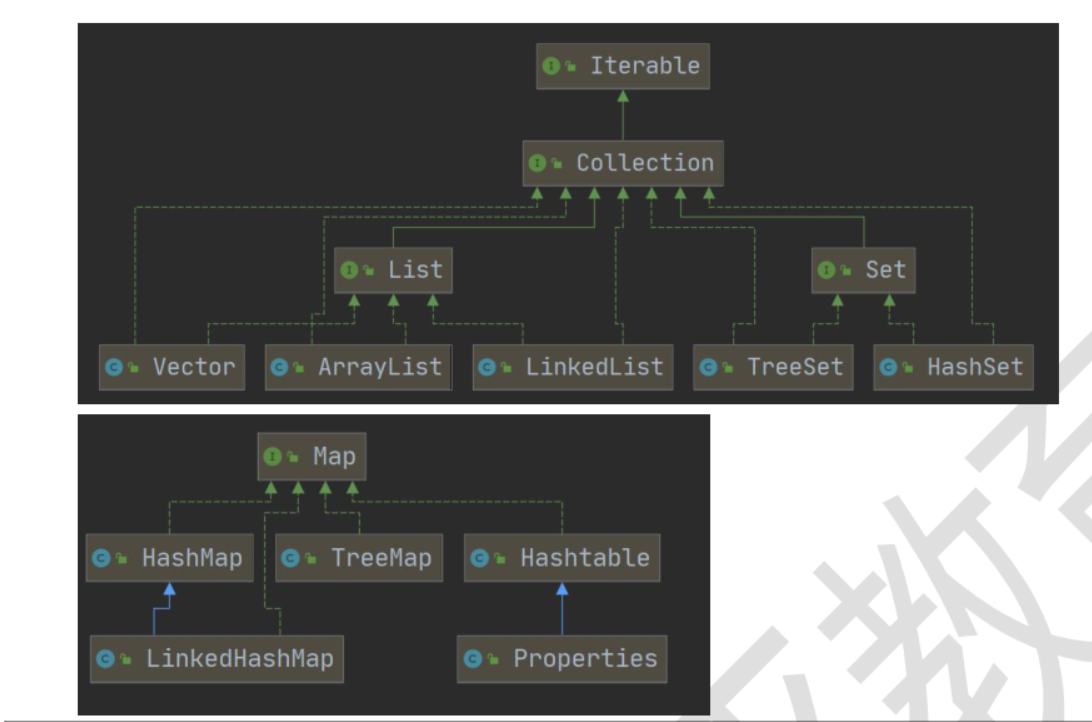 Iterable
Collection
List
Set
Vector
ArrayList
LinkedList
TreeSet
HashSet
Map
HashMap
TreeMap
Hashtable
LinkedHashMap
Properties